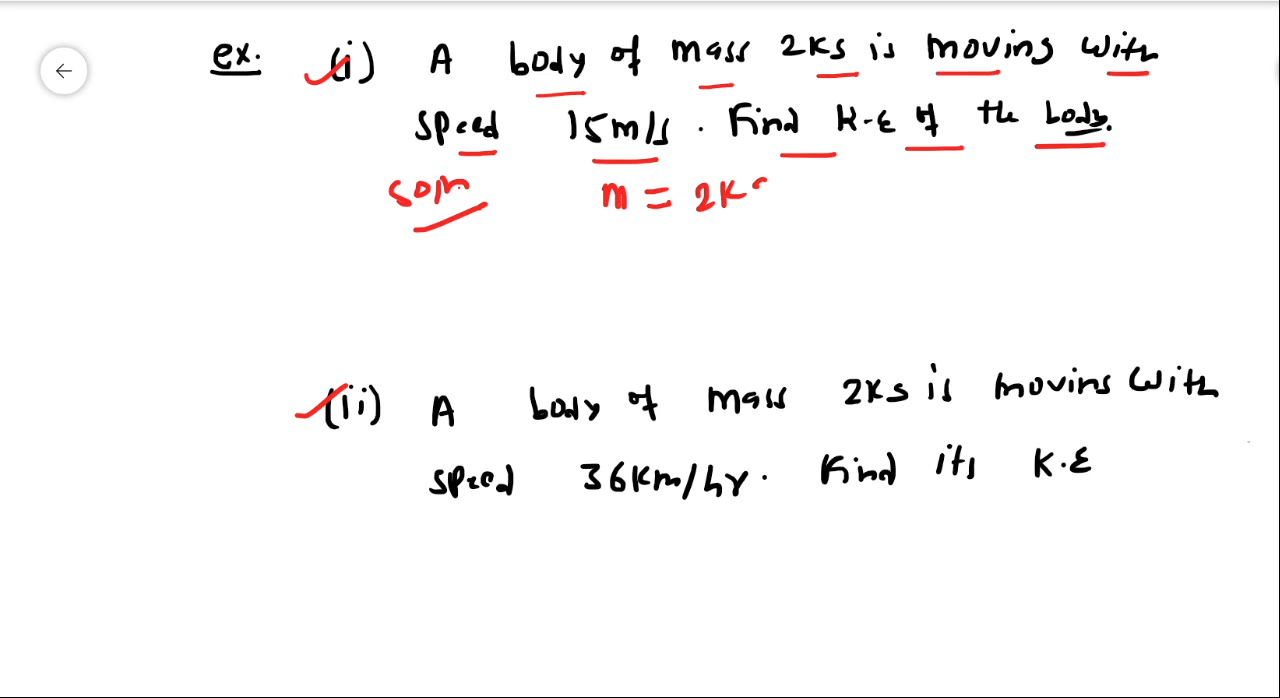 ex. (i) A body of mass 2kg is moving with
speed 15m/s. Find K-E of the body.
soln m = 2K
(ii) A body of mass 2kg is moving with
speed 36km/hr. Find its K.E